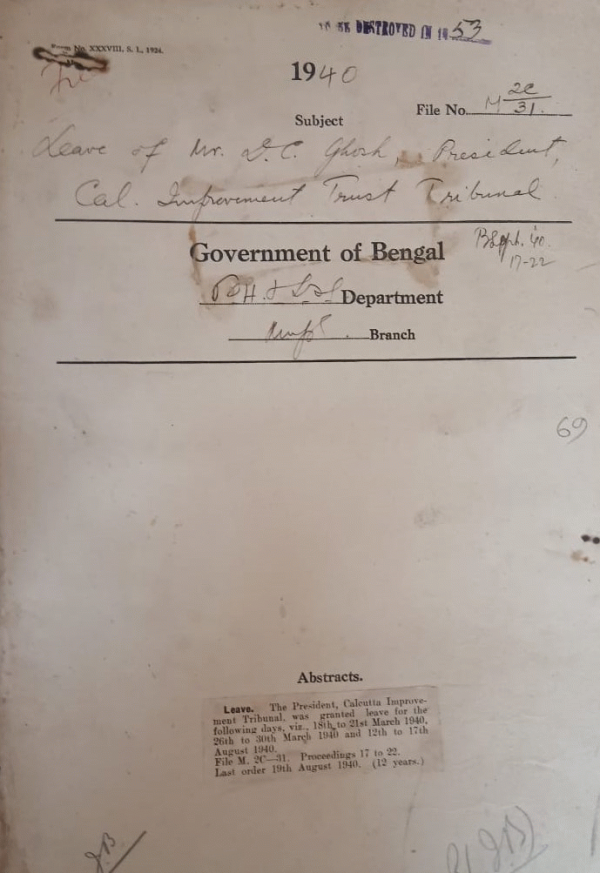 TO BE DESTROYED IN 1953
No. XXXVIII, S. I., 1924.
1940
File No. M 2C/31.
Subject
Leave of Mr. D. C. Ghosh, President,
Cal. Improvement Trust Tribunal
Government of Bengal
Department
Branch
17-22
69
Abstracts.
Leave. The President, Calcutta Improve-
ment Tribunal, was granted leave for the
following days, viz., 18th to 21st March 1940,
26th to 30th March 1940 and 12th to 17th
August 1940.
File M. 2C—31. Proceedings 17 to 22.
Last order 19th August 1940. (12 years.)